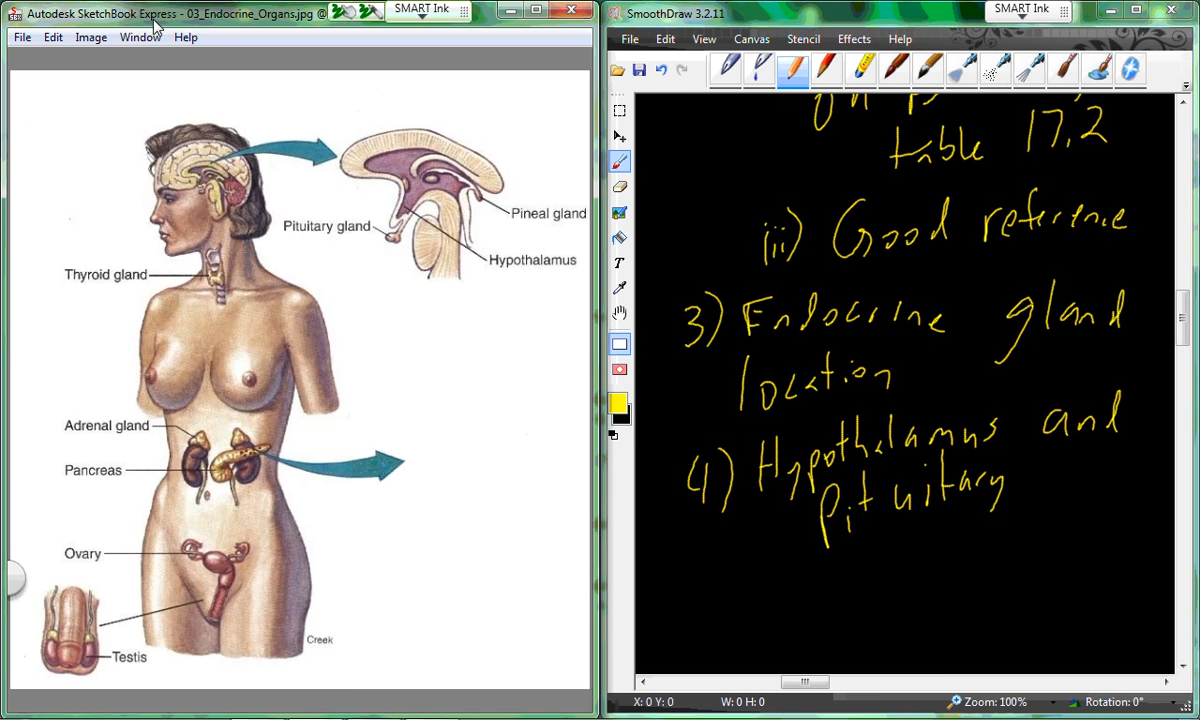 Autodesk SketchBook Express - 03_Endocrine_Organs.jpg @
SMART Ink
File Edit Image Window Help
Pineal gland
Pituitary gland
Hypothalamus
Thyroid gland
Adrenal gland
Pancreas
Ovary
Creek
Testis
SmoothDraw 3.2.11
SMART Ink
File Edit View Canvas Stencil Effects Help
table 17.2
iii) Good reference
3) Endocrine gland
location
4) Hypothalamus and
Pituitary
X: 0 Y: 0 W: 0 H: 0 Zoom: 100% Rotation: 0°